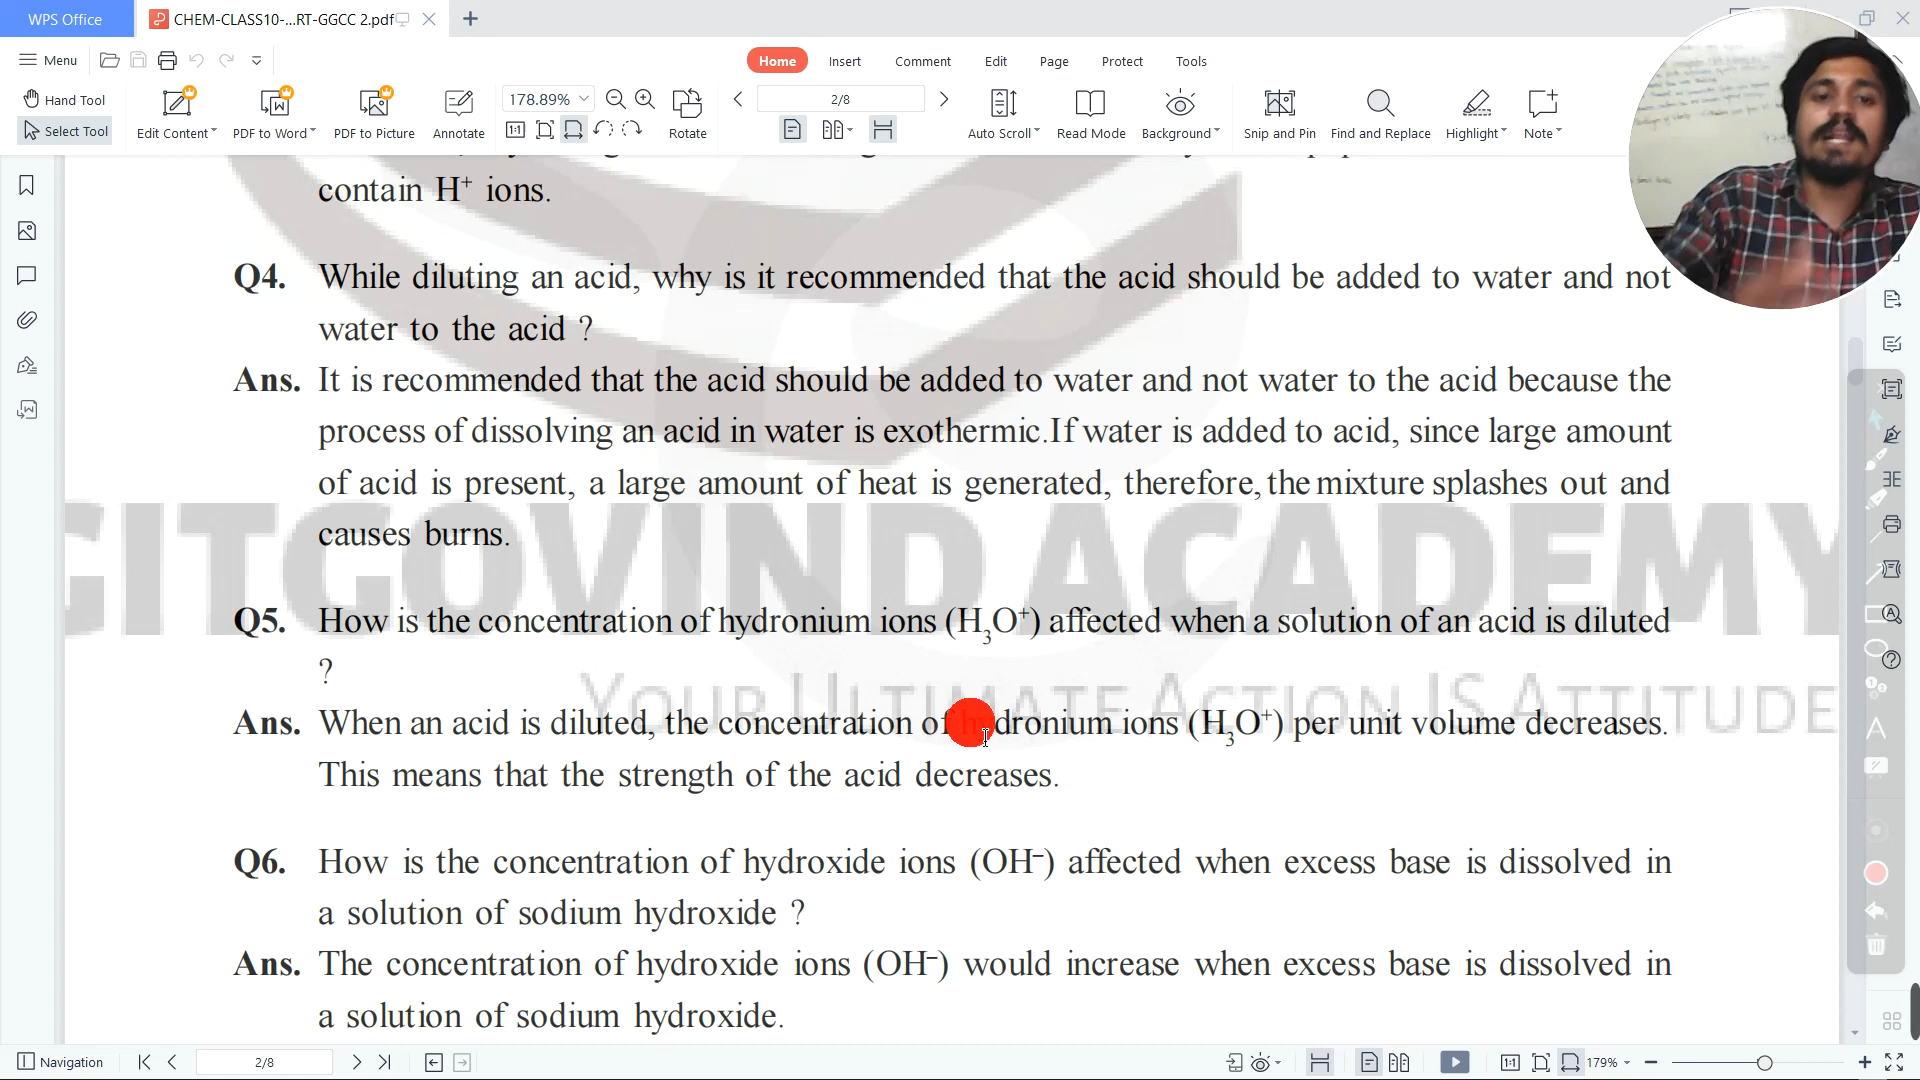 WPS Office
CHEM-CLASS10-...RT-GGCC 2.pdf
Menu
Home Insert Comment Edit Page Protect Tools
Hand Tool
Select Tool
Edit Content
PDF to Word
PDF to Picture
Annotate
178.89%
Rotate
2/8
Auto Scroll
Read Mode
Background
Snip and Pin
Find and Replace
Highlight
Note
contain H⁺ ions.
Q4. While diluting an acid, why is it recommended that the acid should be added to water and not
water to the acid ?
Ans. It is recommended that the acid should be added to water and not water to the acid because the
process of dissolving an acid in water is exothermic.If water is added to acid, since large amount
of acid is present, a large amount of heat is generated, therefore, the mixture splashes out and
causes burns.
GITGOVIND ACADEMY
Q5. How is the concentration of hydronium ions (H₃O⁺) affected when a solution of an acid is diluted
?
YOUR ULTIMATE ACTION IS ATTITUDE
Ans. When an acid is diluted, the concentration of hydronium ions (H₃O⁺) per unit volume decreases.
This means that the strength of the acid decreases.
Q6. How is the concentration of hydroxide ions (OH⁻) affected when excess base is dissolved in
a solution of sodium hydroxide ?
Ans. The concentration of hydroxide ions (OH⁻) would increase when excess base is dissolved in
a solution of sodium hydroxide.
Navigation
2/8
179%